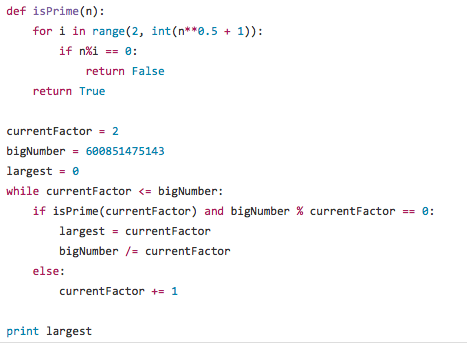 def isPrime(n):
    for i in range(2, int(n**0.5 + 1)):
        if n%i == 0:
            return False
    return True

currentFactor = 2
bigNumber = 600851475143
largest = 0
while currentFactor <= bigNumber:
    if isPrime(currentFactor) and bigNumber % currentFactor == 0:
        largest = currentFactor
        bigNumber /= currentFactor
    else:
        currentFactor += 1

print largest